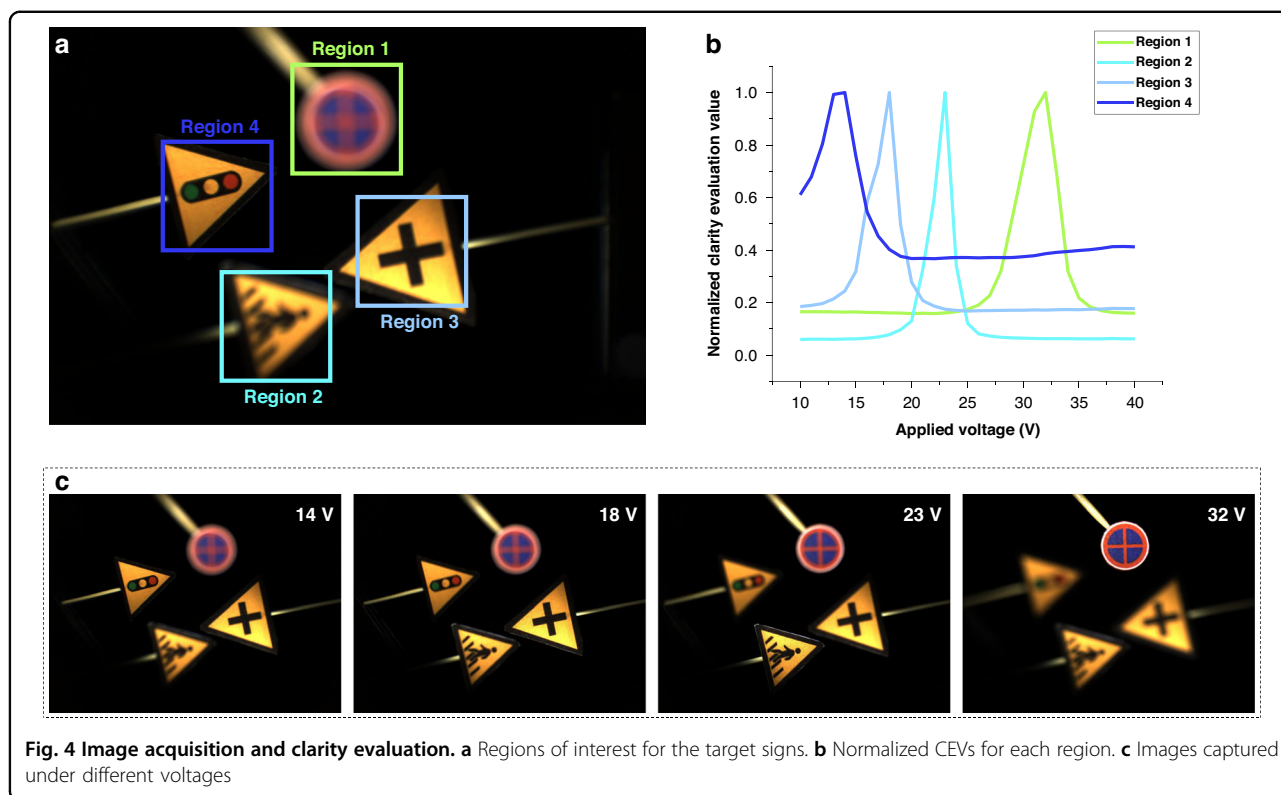 a
Region 1
Region 4
Region 3
Region 2
b
Region 1
Region 2
Region 3
Region 4
Normalized clarity evaluation value
1.0
0.8
0.6
0.4
0.2
0.0
10 15 20 25 30 35 40
Applied voltage (V)
c
14 V
18 V
23 V
32 V
Fig. 4 Image acquisition and clarity evaluation. a Regions of interest for the target signs. b Normalized CEVs for each region. c Images captured
under different voltages